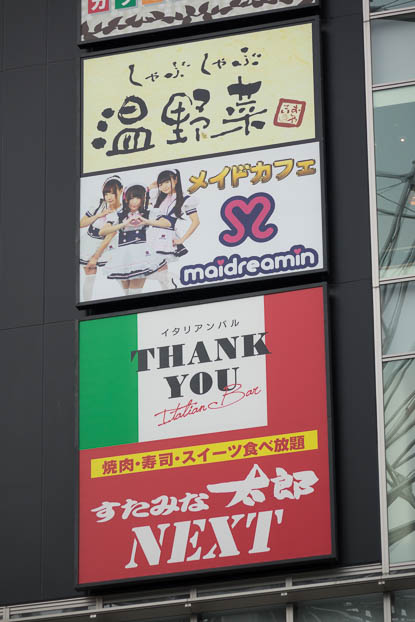 しゃぶしゃぶ
温野菜
メイドカフェ
maidreamin
イタリアンバル
THANK
YOU
Italian Bar
焼肉・寿司・スイーツ食べ放題
すたみな太郎
NEXT